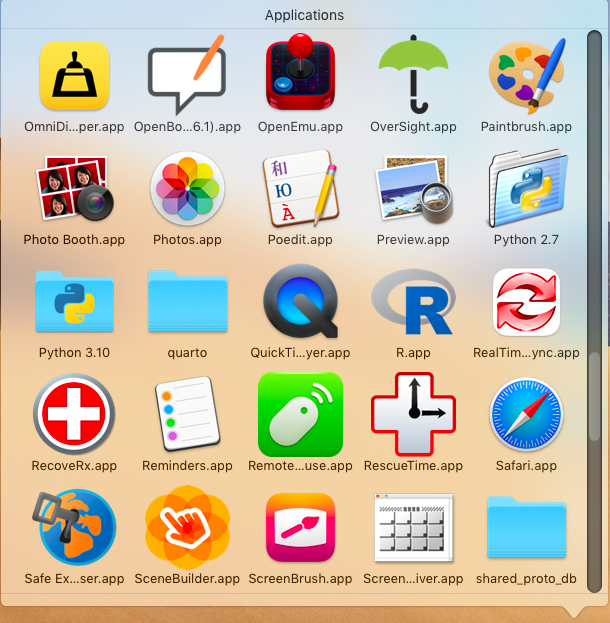 Applications
OmniDi...per.app
OpenBo...6.1).app
OpenEmu.app
OverSight.app
Paintbrush.app
和
Ю
À
Photo Booth.app
Photos.app
Poedit.app
Preview.app
Python 2.7
R
Python 3.10
quarto
QuickTi...yer.app
R.app
RealTim...ync.app
RecoveRx.app
Reminders.app
Remote...use.app
RescueTime.app
Safari.app
Safe Ex...ser.app
SceneBuilder.app
ScreenBrush.app
Screen...iver.app
shared_proto_db